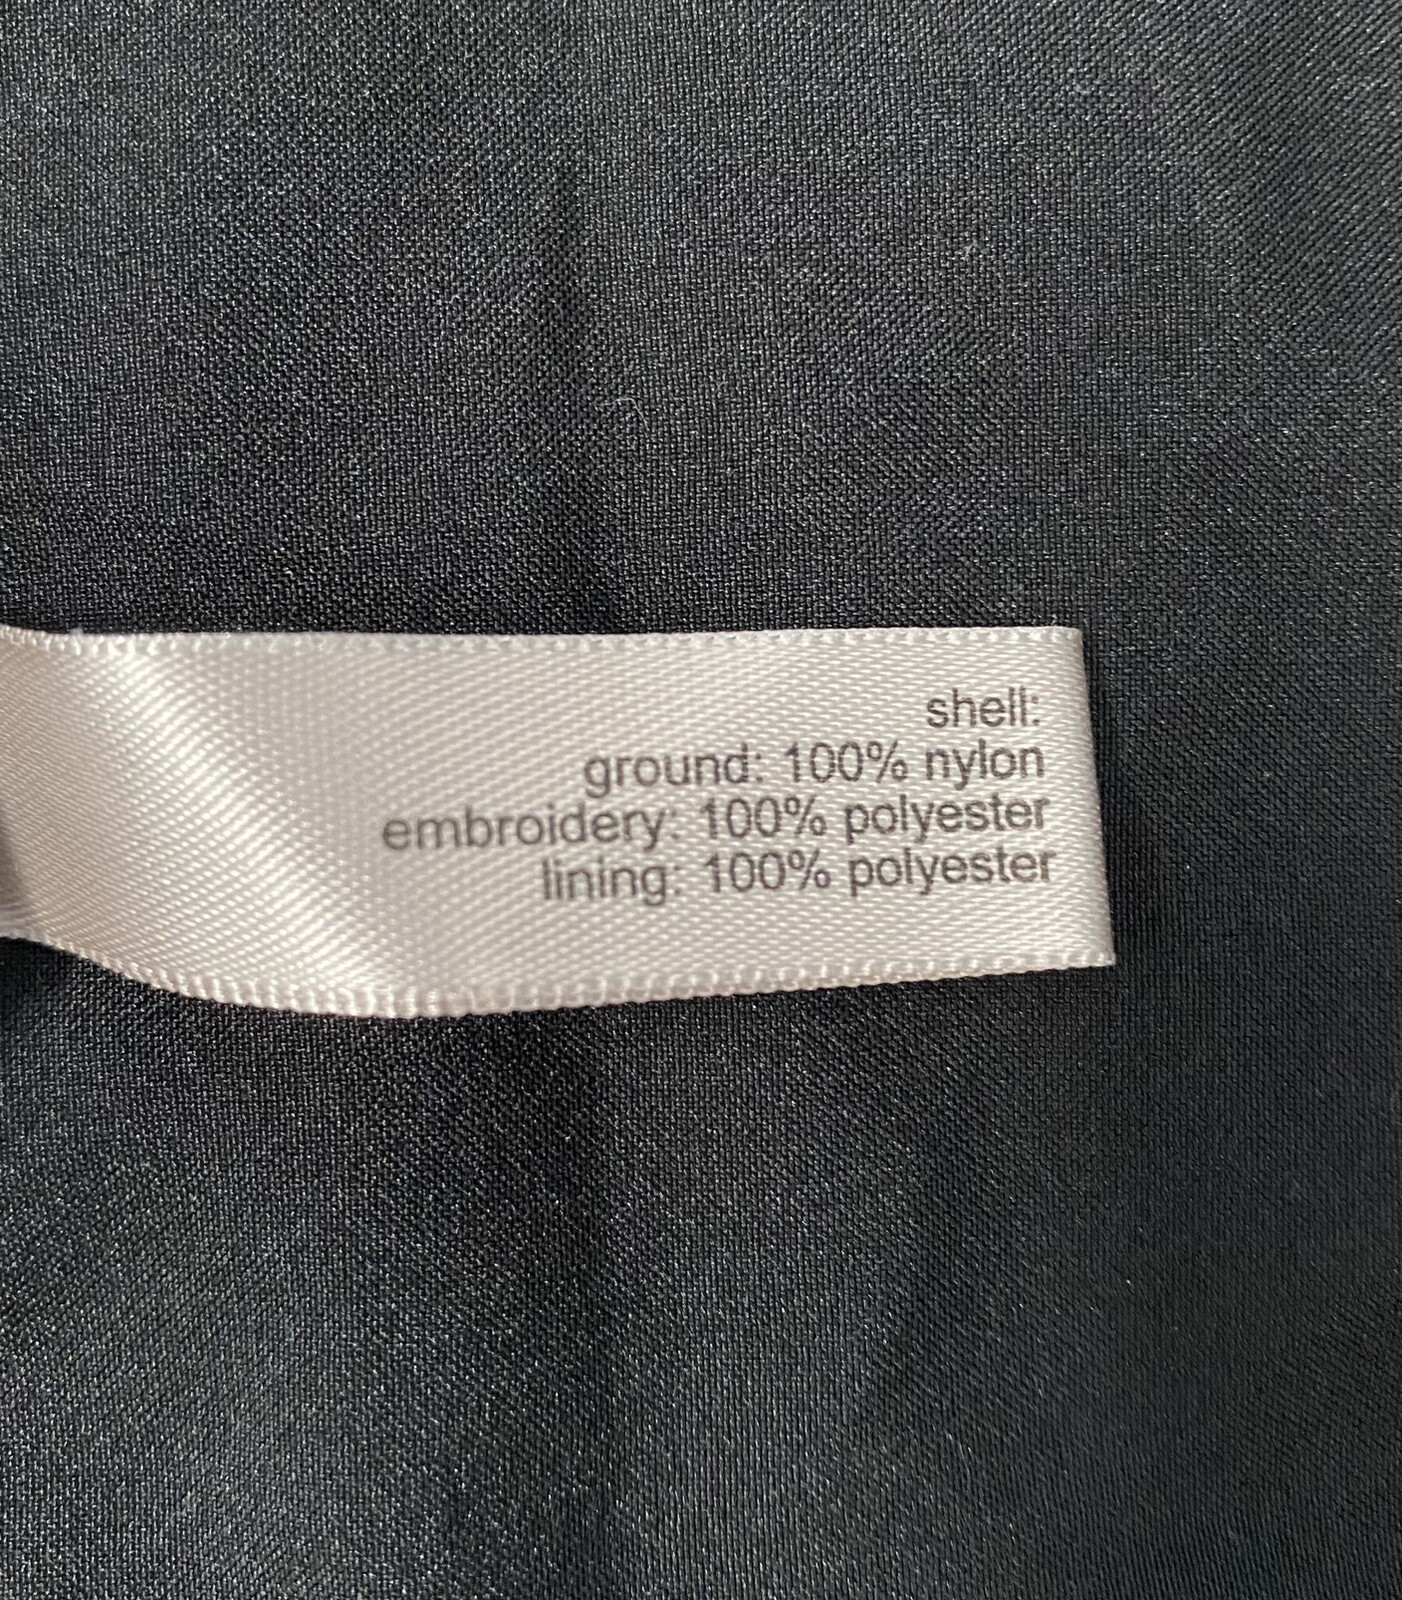 shell:
ground: 100% nylon
embroidery: 100% polyester
lining: 100% polyester